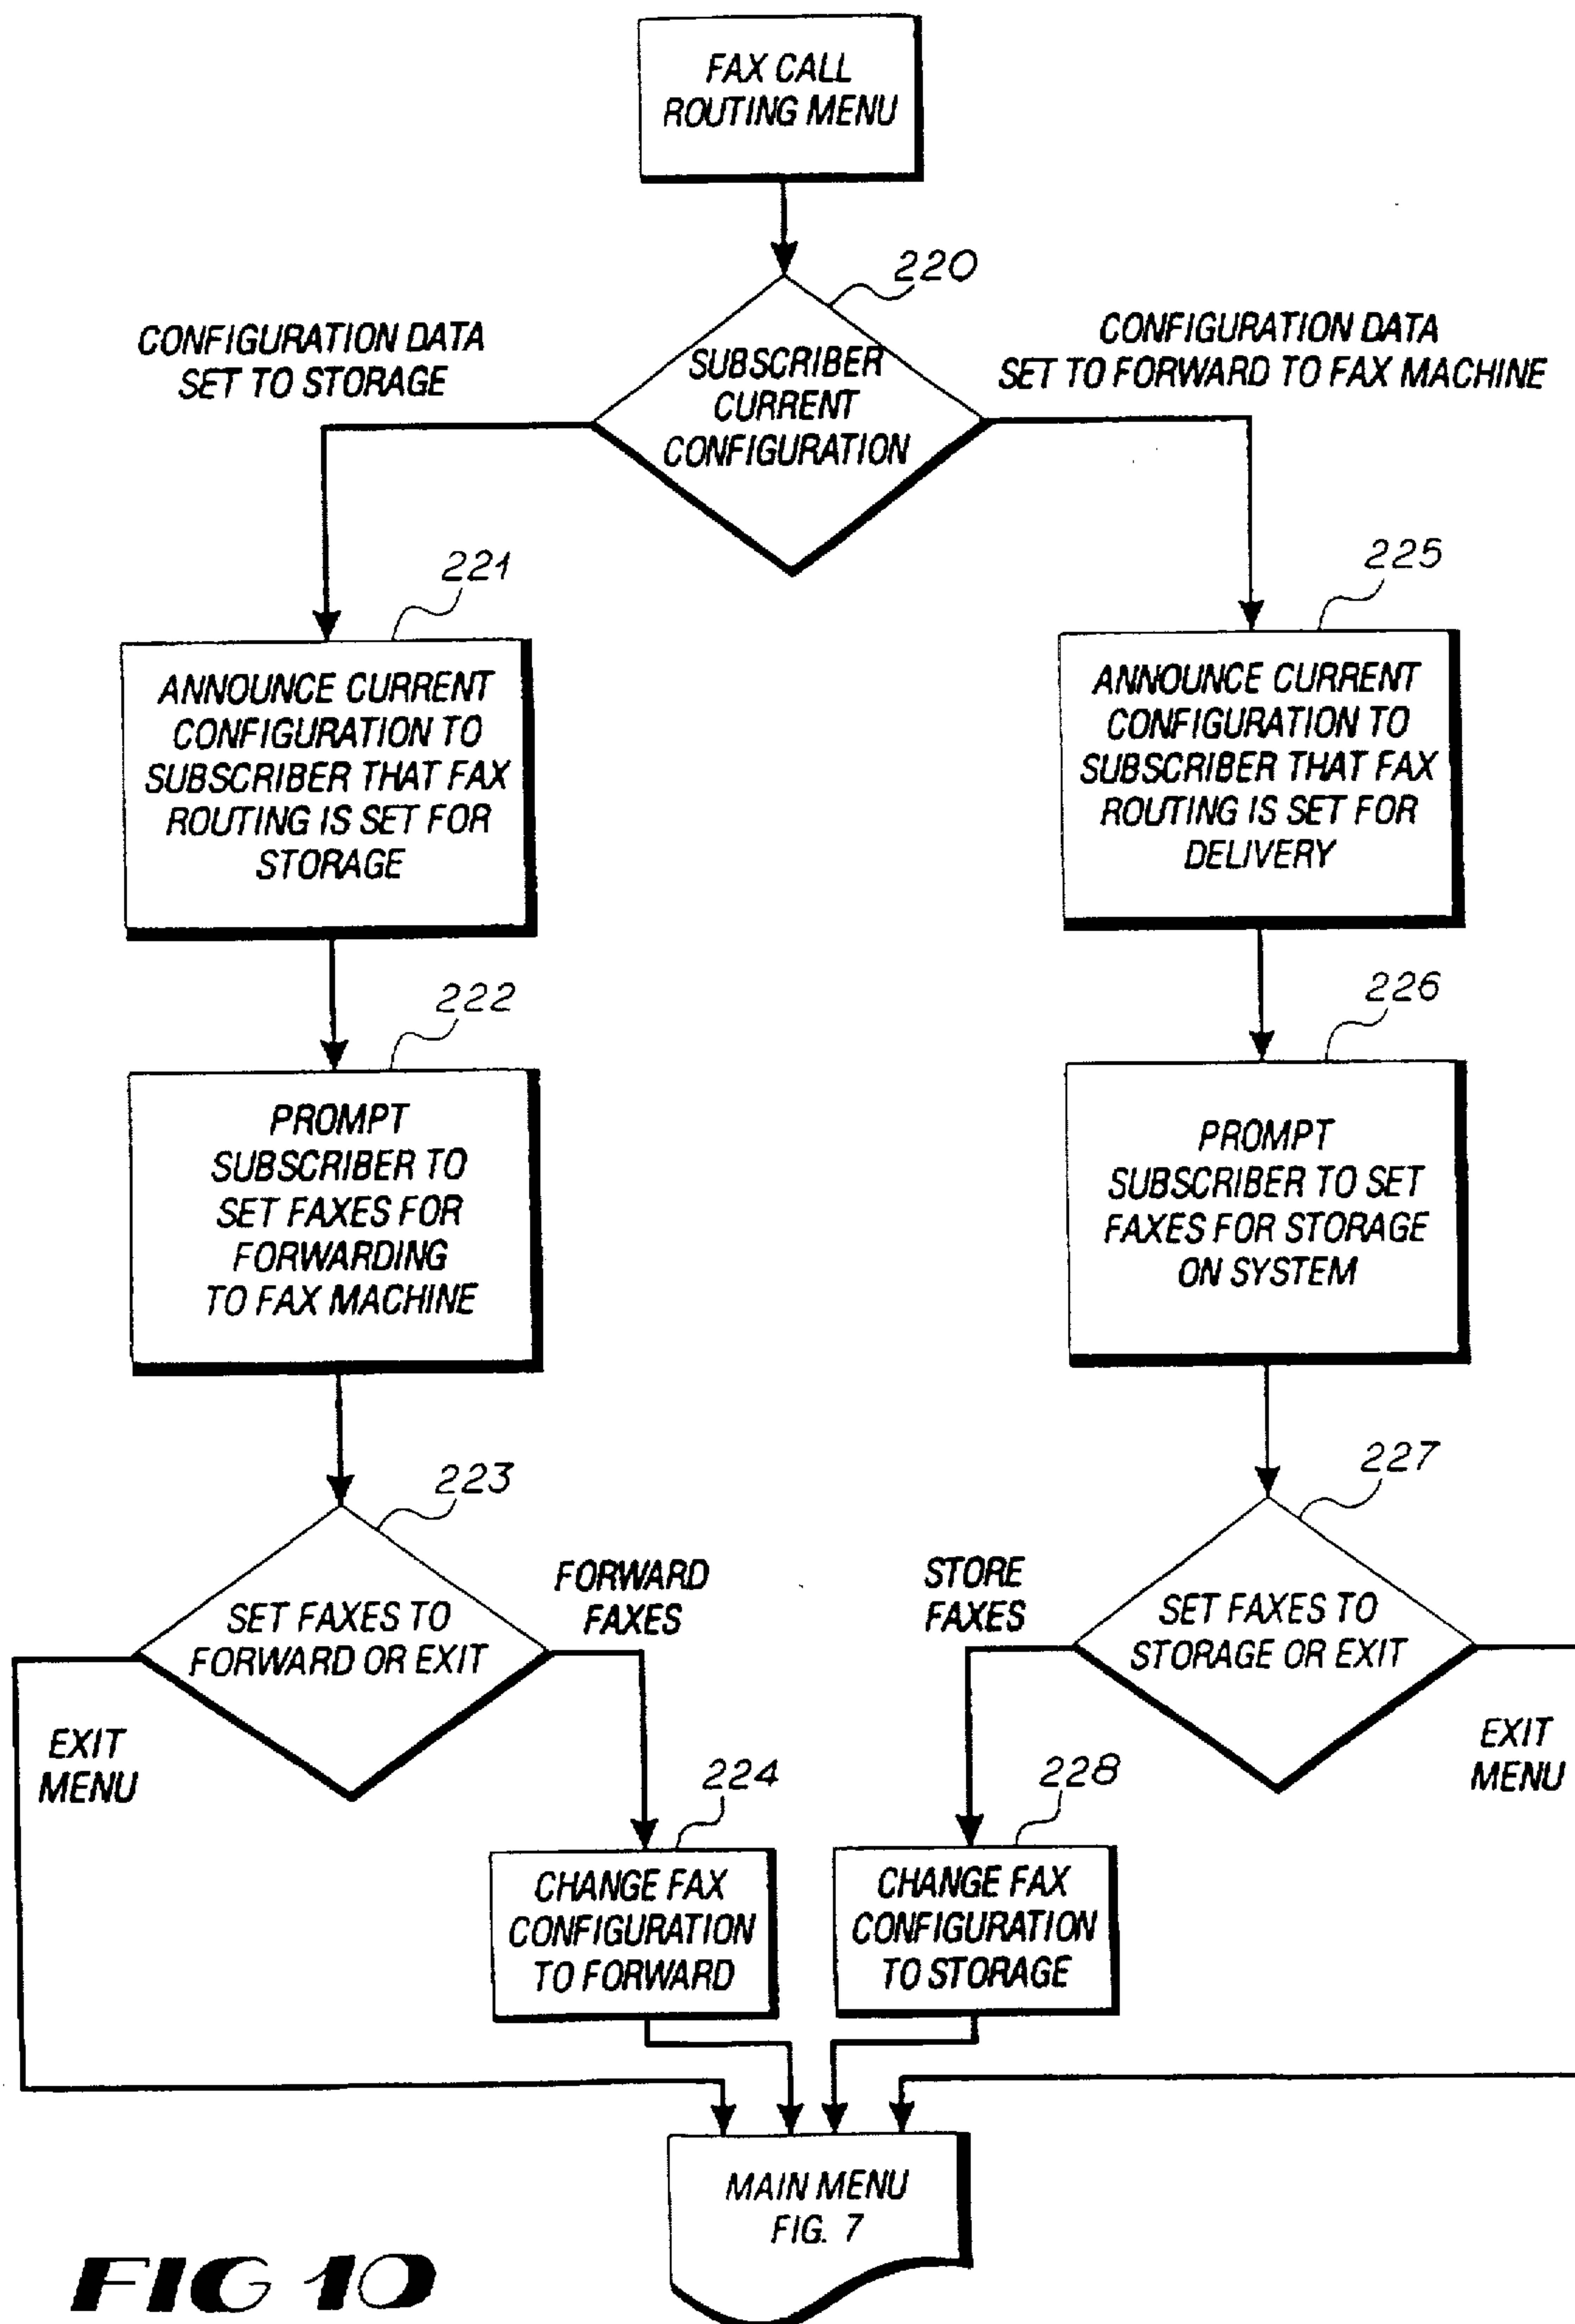 FAX CALL
ROUTING MENU
220
CONFIGURATION DATA
SET TO STORAGE
SUBSCRIBER
CURRENT
CONFIGURATION
CONFIGURATION DATA
SET TO FORWARD TO FAX MACHINE
221
ANNOUNCE CURRENT
CONFIGURATION TO
SUBSCRIBER THAT FAX
ROUTING IS SET FOR
STORAGE
225
ANNOUNCE CURRENT
CONFIGURATION TO
SUBSCRIBER THAT FAX
ROUTING IS SET FOR
DELIVERY
222
PROMPT
SUBSCRIBER TO
SET FAXES FOR
FORWARDING
TO FAX MACHINE
226
PROMPT
SUBSCRIBER TO SET
FAXES FOR STORAGE
ON SYSTEM
223
SET FAXES TO
FORWARD OR EXIT
FORWARD
FAXES
EXIT
MENU
227
STORE
FAXES
SET FAXES TO
STORAGE OR EXIT
EXIT
MENU
224
CHANGE FAX
CONFIGURATION
TO FORWARD
228
CHANGE FAX
CONFIGURATION
TO STORAGE
MAIN MENU
FIG. 7
FIG 10